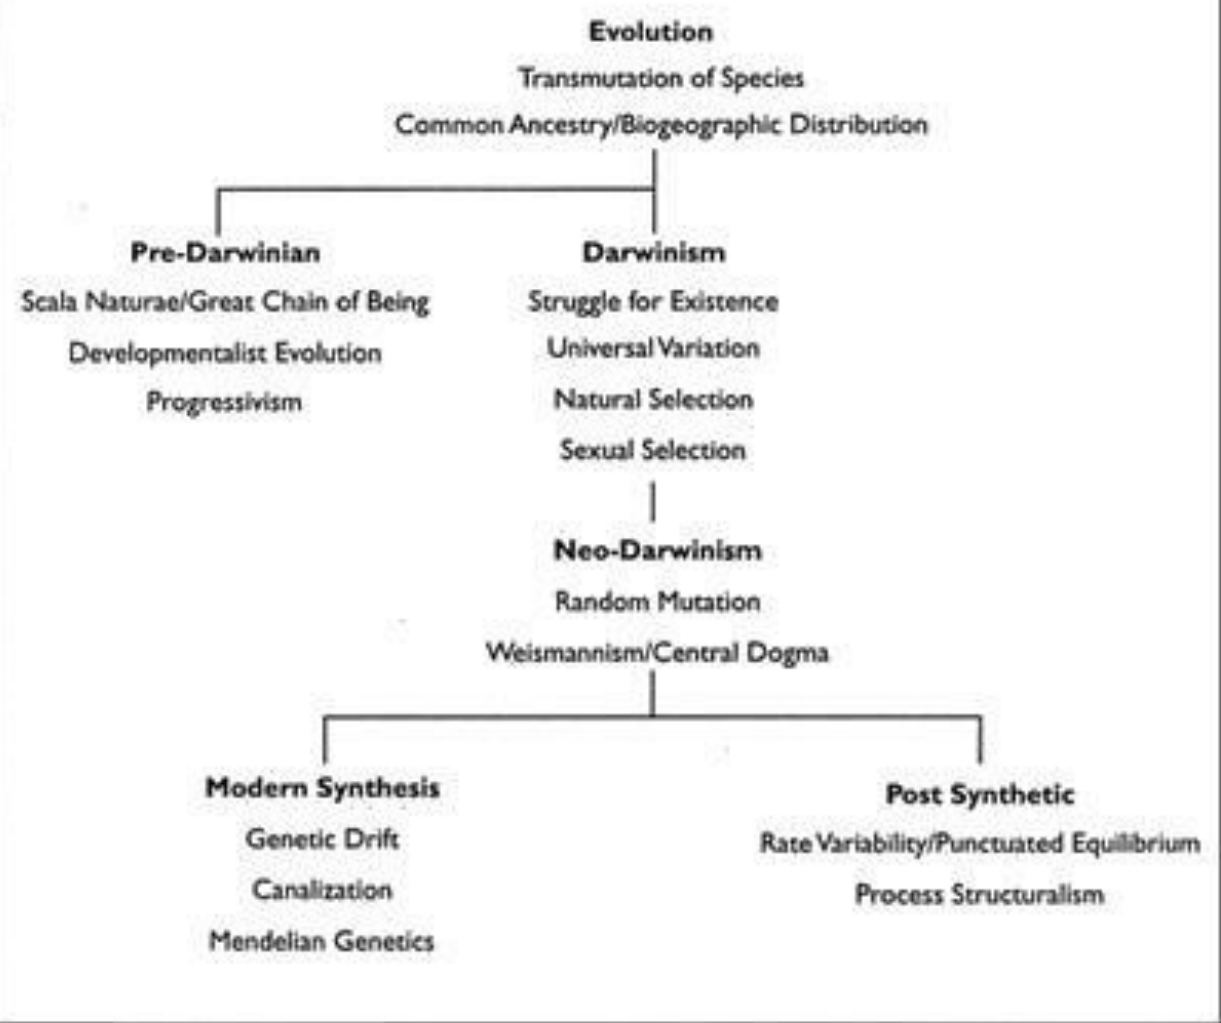 Evolution
Transmutation of Species
Common Ancestry/Biogeographic Distribution
Pre-Darwinian
Scala Naturae/Great Chain of Being
Developmentalist Evolution
Progressivism
Darwinism
Struggle for Existence
Universal Variation
Natural Selection
Sexual Selection
Neo-Darwinism
Random Mutation
Weismannism/Central Dogma
Modern Synthesis
Genetic Drift
Canalization
Mendelian Genetics
Post Synthetic
Rate Variability/Punctuated Equilibrium
Process Structuralism